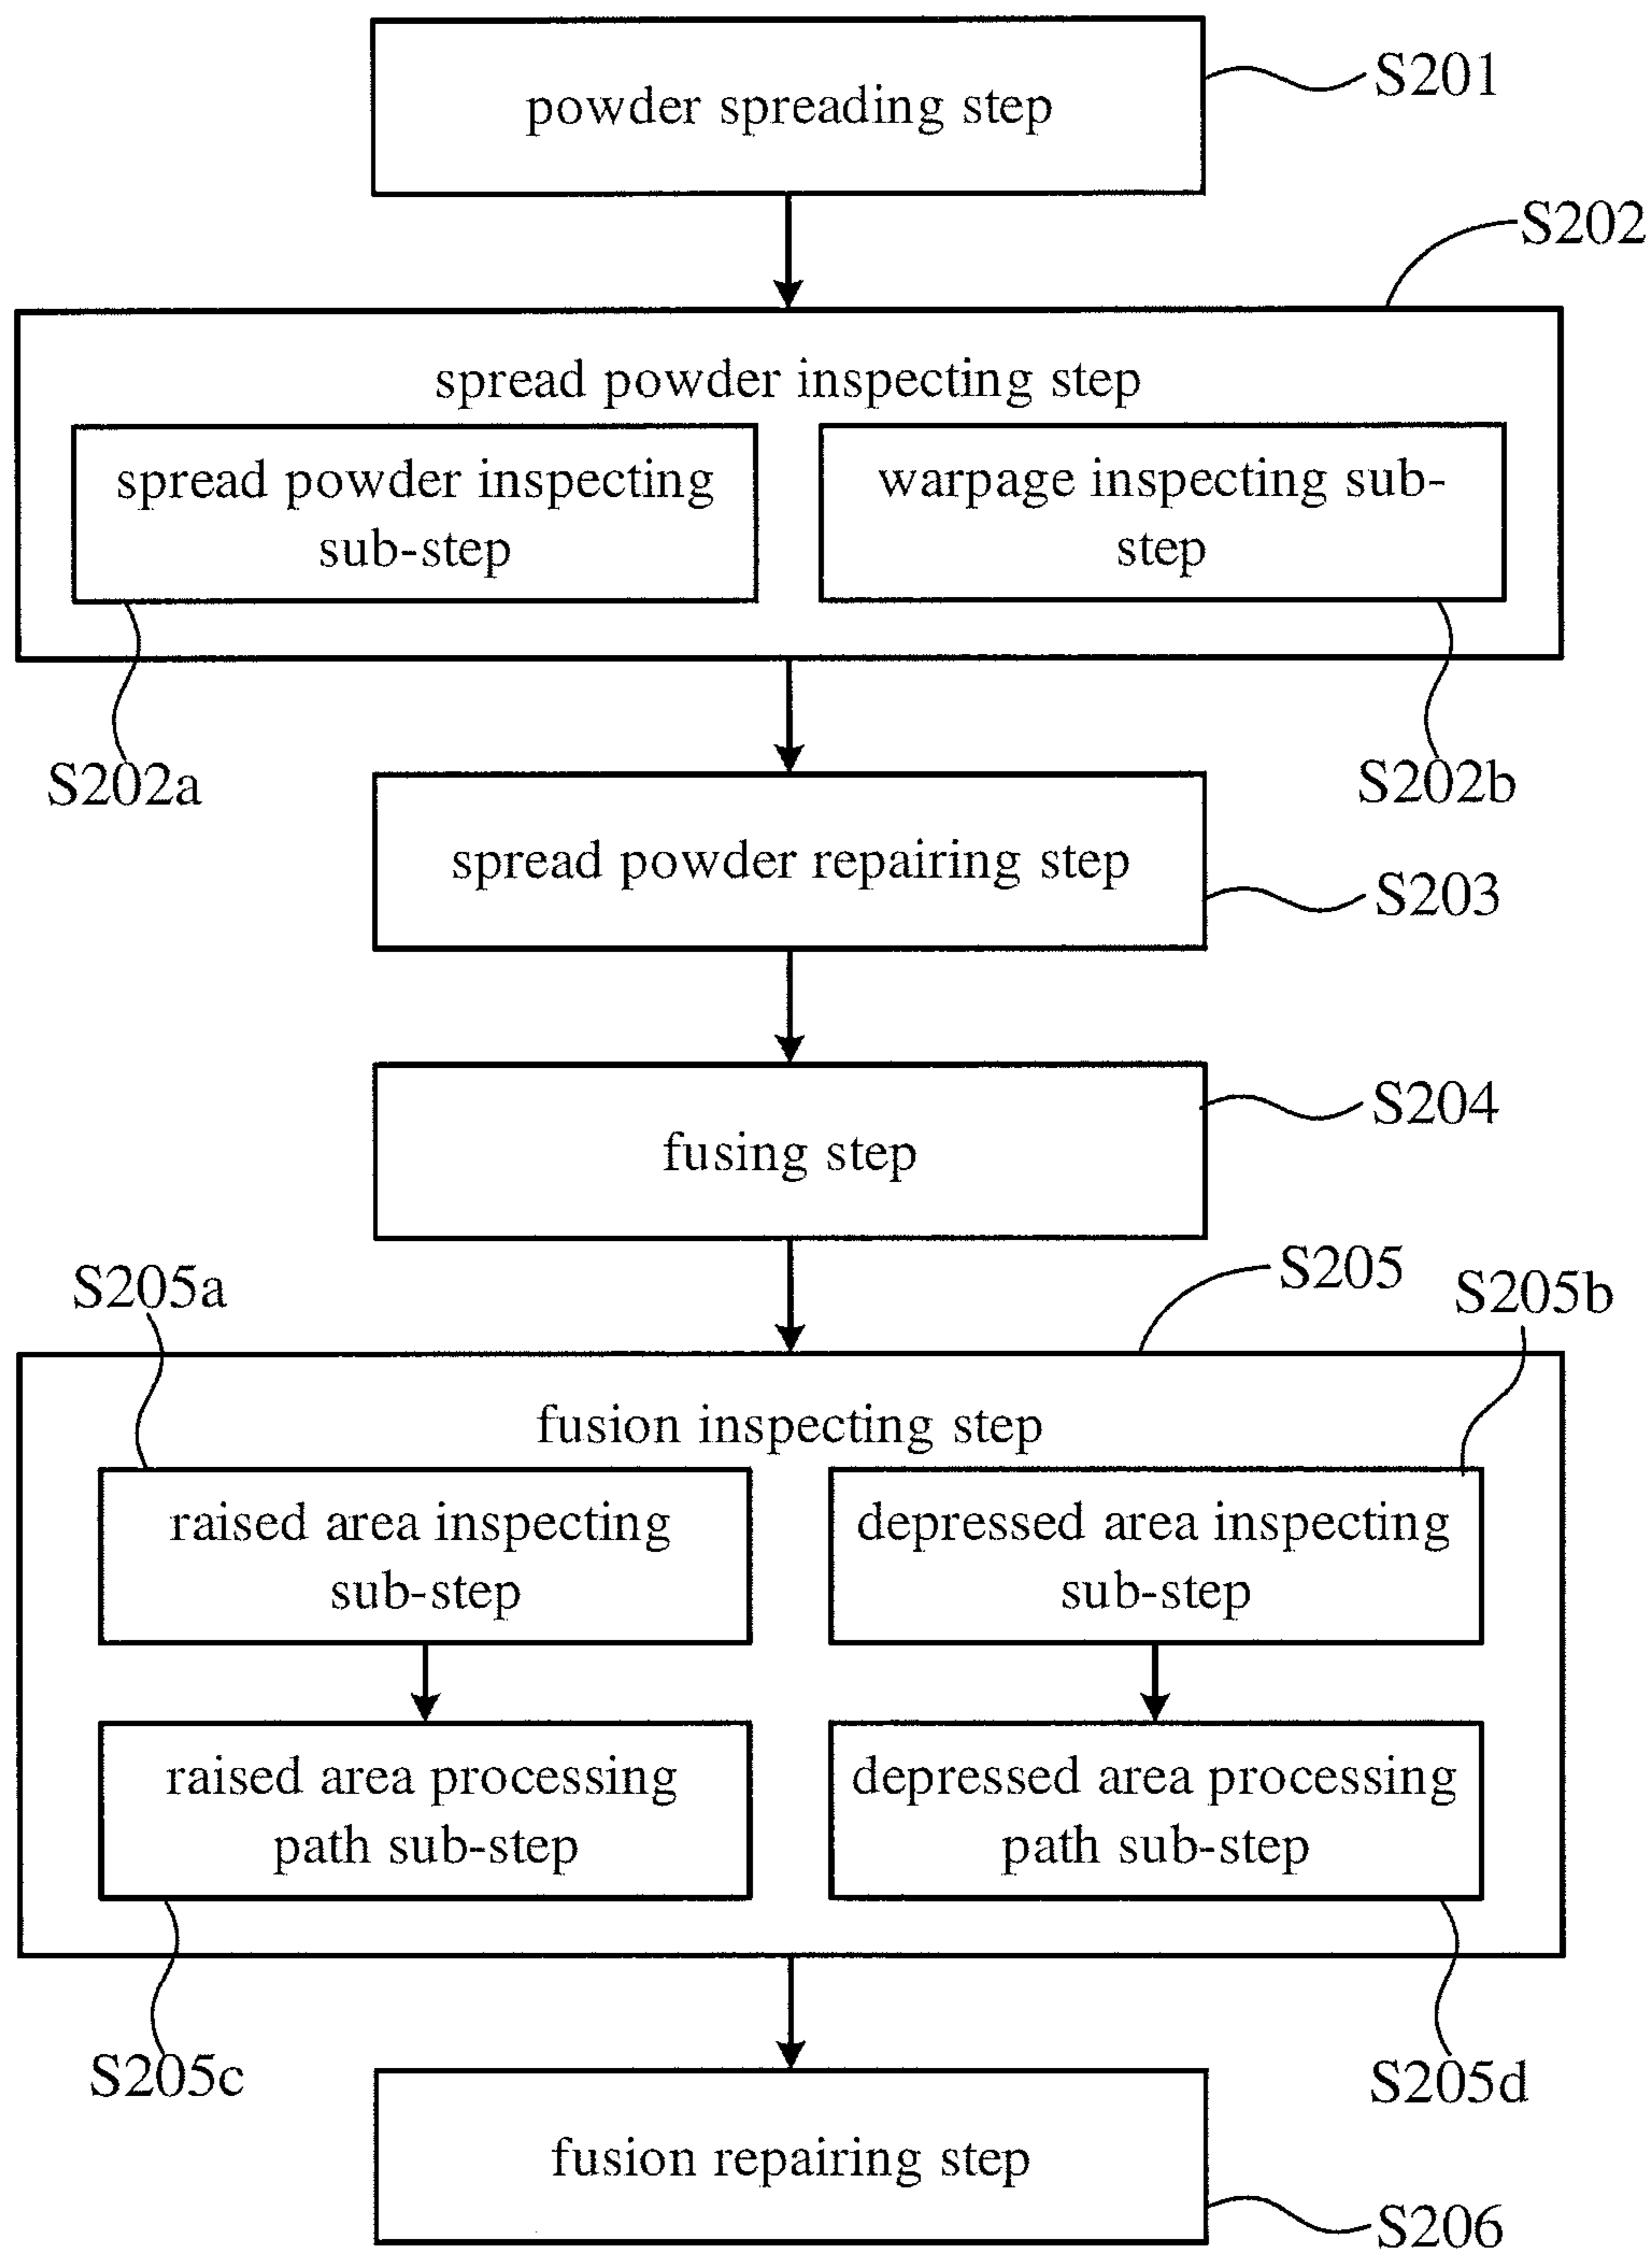 powder spreading step
S201
S202
spread powder inspecting step
spread powder inspecting
sub-step
warpage inspecting sub-
step
S202a
S202b
spread powder repairing step
S203
fusing step
S204
S205a
S205
S205b
fusion inspecting step
raised area inspecting
sub-step
depressed area inspecting
sub-step
raised area processing
path sub-step
depressed area processing
path sub-step
S205c
S205d
fusion repairing step
S206